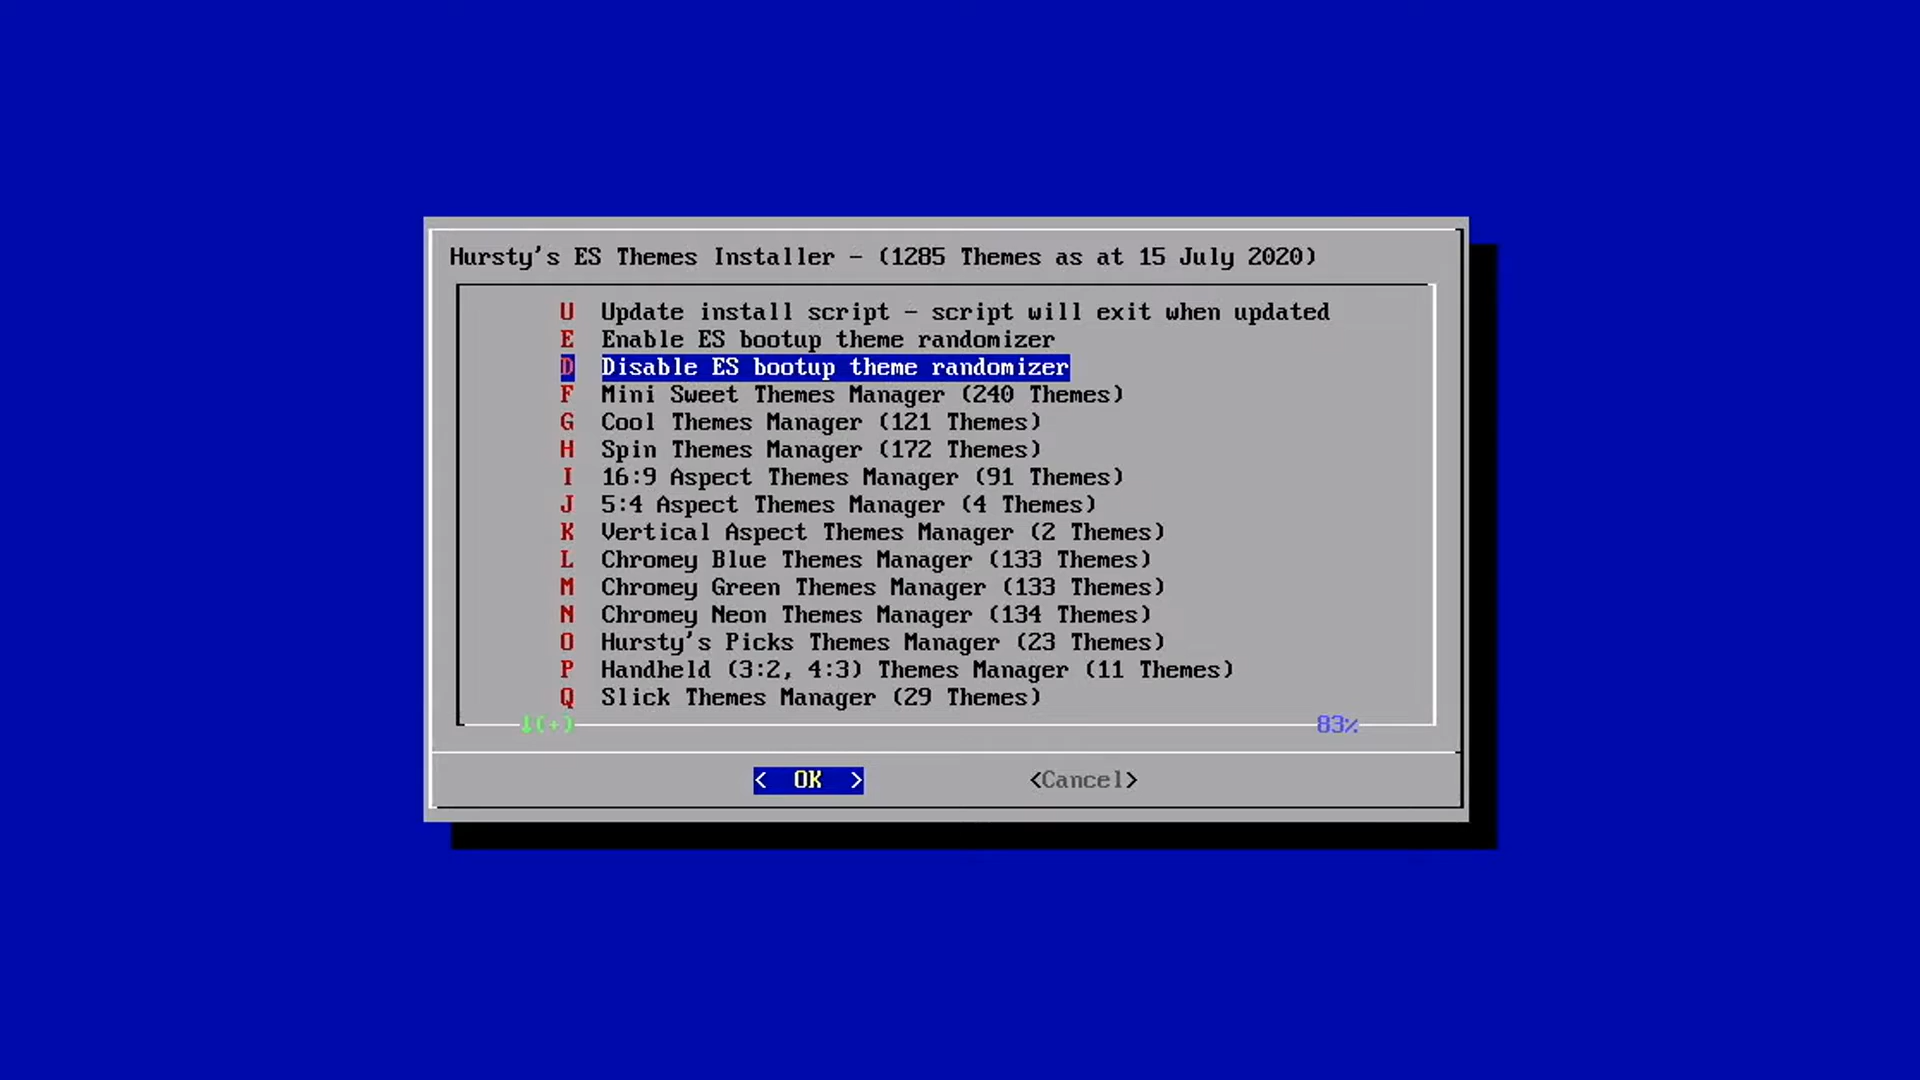 Hursty's ES Themes Installer - (1285 Themes as at 15 July 2020)
U Update install script - script will exit when updated
E Enable ES bootup theme randomizer
D Disable ES bootup theme randomizer
F Mini Sweet Themes Manager (240 Themes)
G Cool Themes Manager (121 Themes)
H Spin Themes Manager (172 Themes)
I 16:9 Aspect Themes Manager (91 Themes)
J 5:4 Aspect Themes Manager (4 Themes)
K Vertical Aspect Themes Manager (2 Themes)
L Chromey Blue Themes Manager (133 Themes)
M Chromey Green Themes Manager (133 Themes)
N Chromey Neon Themes Manager (134 Themes)
O Hursty's Picks Themes Manager (23 Themes)
P Handheld (3:2, 4:3) Themes Manager (11 Themes)
Q Slick Themes Manager (29 Themes)
↓(+) 83%
< OK > <Cancel>